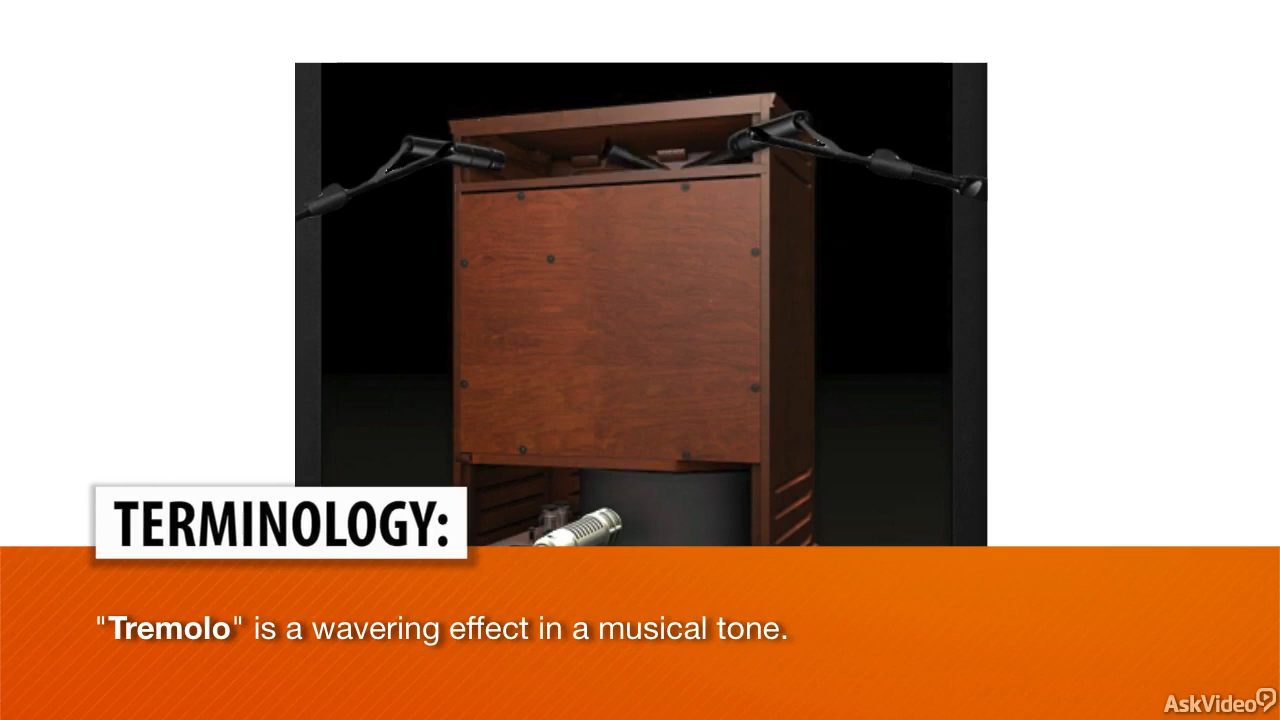 TERMINOLOGY:
"Tremolo" is a wavering effect in a musical tone.
AskVideo